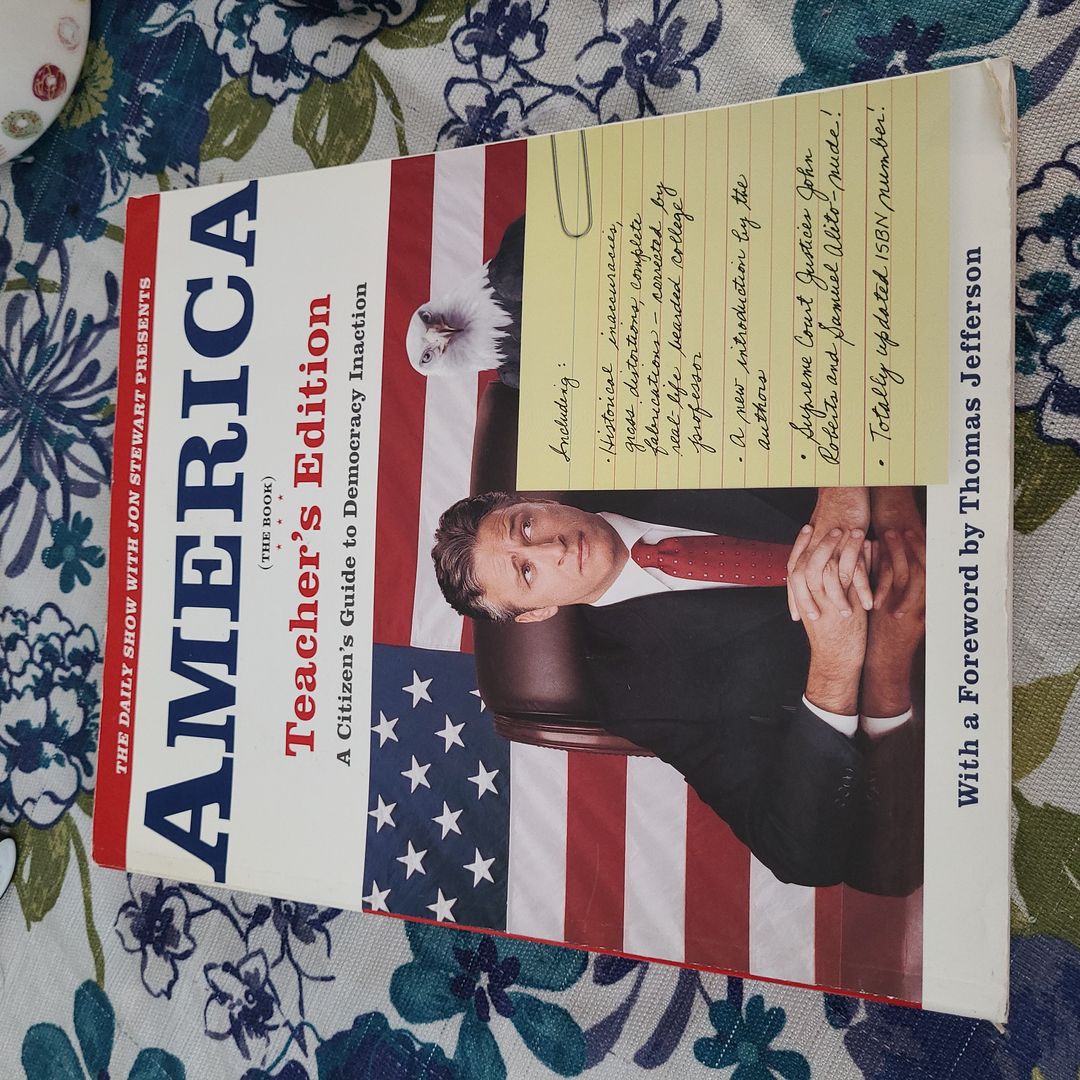 THE DAILY SHOW WITH JON STEWART PRESENTS
AMERICA
(THE BOOK)
Teacher's Edition
A Citizen's Guide to Democracy Inaction
Including:
• Historical inaccuracies,
gross distortions, complete
fabrications – corrected by
real-life bearded college
professor
• A new introduction by the
authors
• Supreme Court Justices John
Roberts and Samuel Alito–nude!
• Totally updated ISBN number!
With a Foreword by Thomas Jefferson